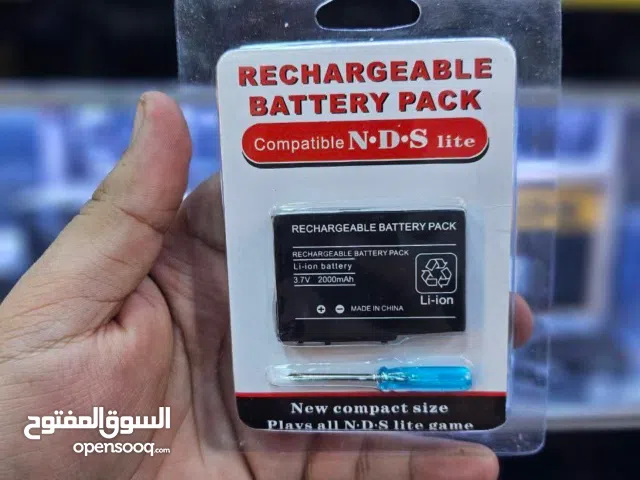 RECHARGEABLE
BATTERY PACK
Compatible N·D·S lite
RECHARGEABLE BATTERY PACK
RECHARGEABLE BATTERY PACK
Li-ion battery
3.7V 2000mAh
Li-ion
MADE IN CHINA
New compact size
Plays all N·D·S lite game
السوق المفتوح
opensooq.com